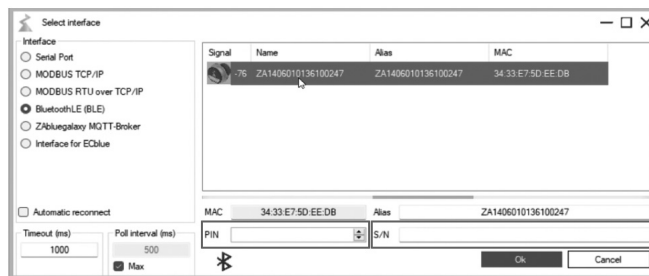 Select interface
Interface
Serial Port
MODBUS TCP/IP
MODBUS RTU over TCP/IP
BluetoothLE (BLE)
ZAbluegalaxy MQTT-Broker
Interface for ECblue
Automatic reconnect
Timeout (ms) Poll interval (ms)
1000 500
Max
Signal Name Alias MAC
-76 ZA1406010136100247 ZA1406010136100247 34:33:E7:5D:EE:DB
MAC 34:33:E7:5D:EE:DB Alias ZA1406010136100247
PIN S/N
Ok Cancel